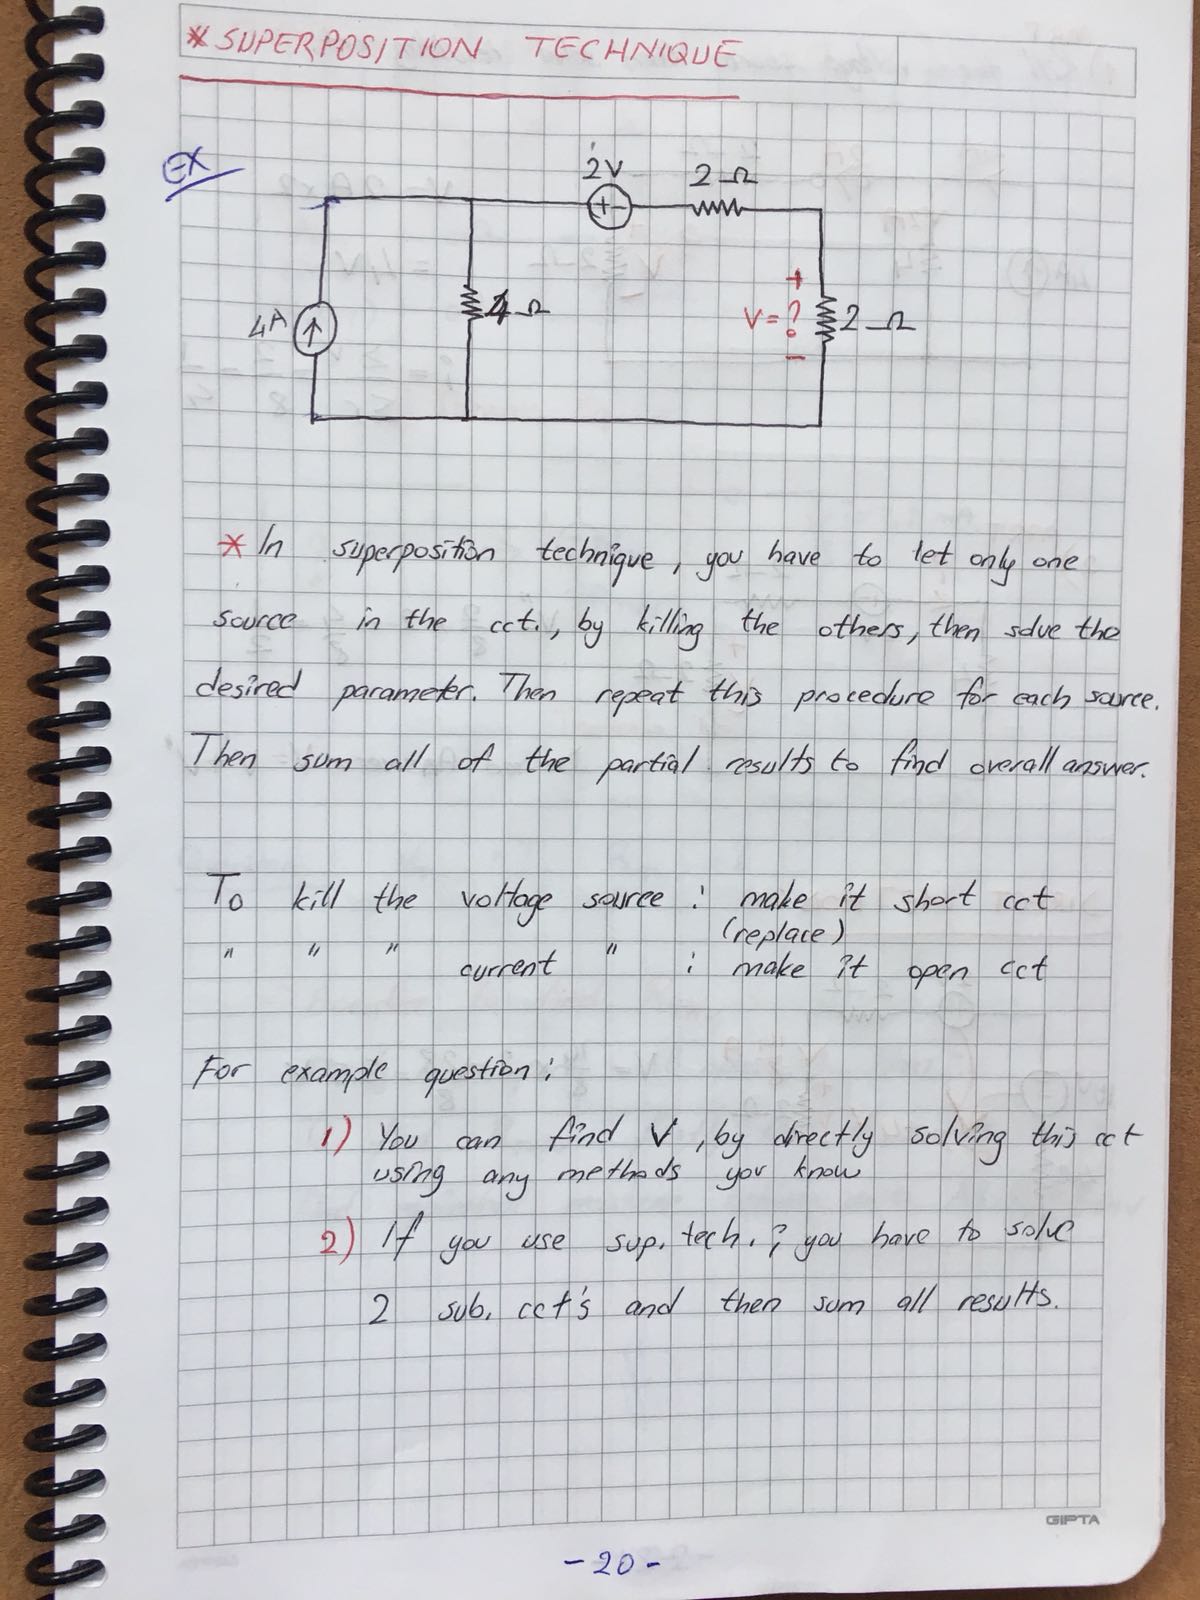 * SUPERPOSITION TECHNIQUE
EX
2V
2Ω
4A
4Ω
+
V = ?
-
2Ω
* In superposition technique, you have to let only one
source in the cct., by killing the others, then solve the
desired parameter. Then repeat this procedure for each source.
Then sum all of the partial results to find overall answer.
To kill the voltage source : make it short cct
(replace)
" " " current " : make it open cct
For example question:
1) You can find V, by directly solving this cct
using any methods you know
2) If you use sup. tech.; you have to solve
2 sub. cct's and then sum all results.
GIPTA
-20-